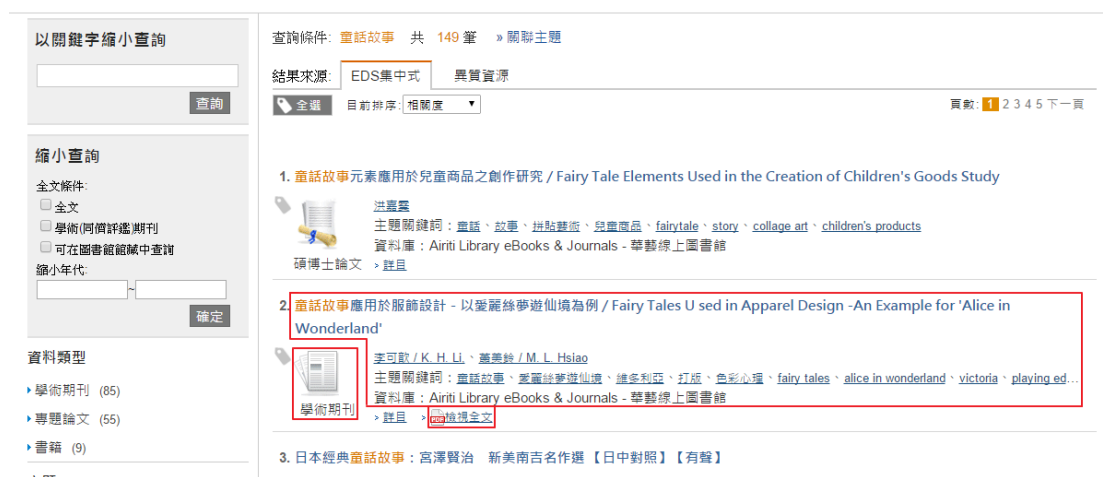 以關鍵字縮小查詢
查詢
縮小查詢
全文條件:
全文
學術(同儕評鑑)期刊
可在圖書館館藏中查詢
縮小年代:
~
確定
資料類型
學術期刊 (85)
專題論文 (55)
書籍 (9)
查詢條件: 童話故事 共 149 筆 »關聯主題
結果來源: EDS集中式 異質資源
全選 目前排序: 相關度 頁數: 1 2 3 4 5 下一頁
1. 童話故事元素應用於兒童商品之創作研究 / Fairy Tale Elements Used in the Creation of Children's Goods Study
主題關鍵詞：童話、故事、拼貼藝術、兒童商品、fairytale、story、collage art、children's products
資料庫：Airiti Library eBooks & Journals - 華藝線上圖書館
碩博士論文 › 詳目
2. 童話故事應用於服飾設計 - 以愛麗絲夢遊仙境為例 / Fairy Tales U sed in Apparel Design -An Example for 'Alice in
Wonderland'
李可歆 / K. H. Li.、蕭美鈴 / M. L. Hsiao
主題關鍵詞：童話故事、愛麗絲夢遊仙境、維多利亞、打版、色彩心理、fairy tales、alice in wonderland、victoria、playing ed...
資料庫：Airiti Library eBooks & Journals - 華藝線上圖書館
學術期刊 › 詳目 › PDF檢視全文
3. 日本經典童話故事：宮澤賢治 新美南吉名作選【日中對照】【有聲】